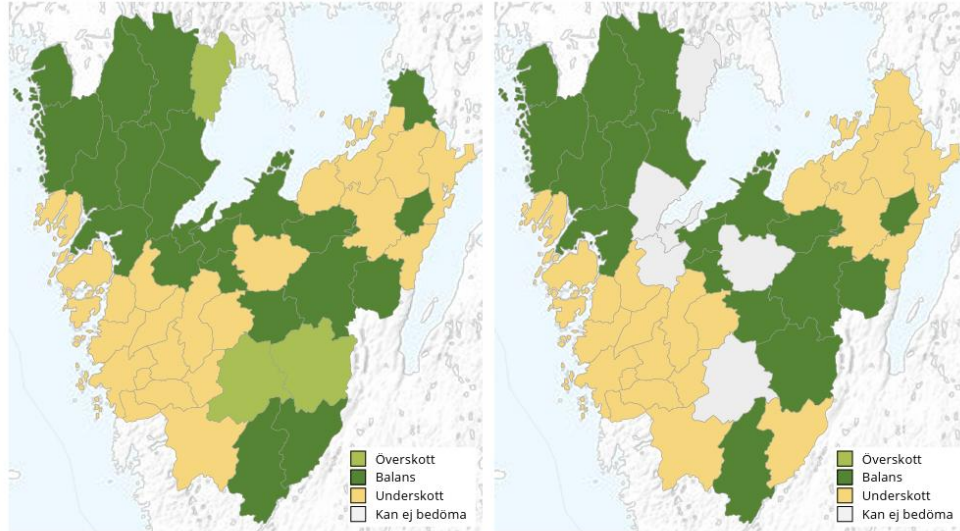 Överskott
Balans
Underskott
Kan ej bedöma
Överskott
Balans
Underskott
Kan ej bedöma